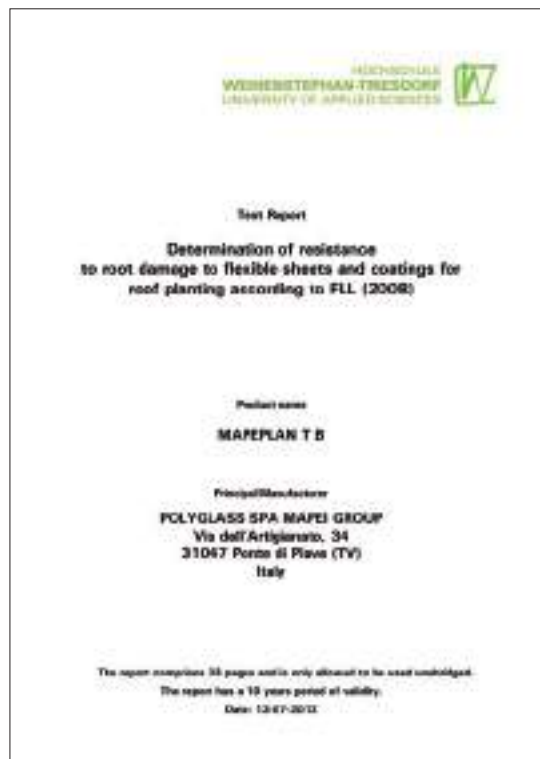 HOCHSCHULE
WEIHENSTEPHAN-TRIESDORF
UNIVERSITY OF APPLIED SCIENCES
Test Report
Determination of resistance
to root damage to flexible sheets and coatings for
roof planting according to FLL (2008)
Product name
MAPEPLAN T B
Principal/Manufacturer
POLYGLASS SPA MAPEI GROUP
Via dell'Artigianato, 34
31047 Ponte di Piave (TV)
Italy
The report comprises pages and is only allowed to be used unabridged.
The report has a 10 years period of validity.
Date: